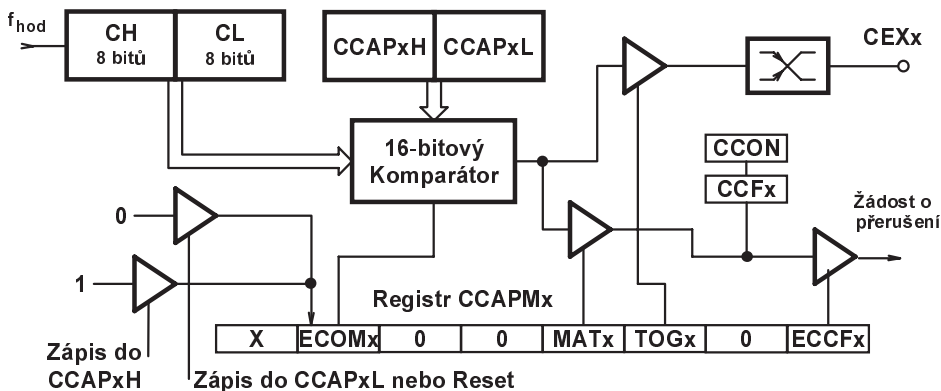 f hod
CH
8 bitů
CL
8 bitů
CCAPxH
CCAPxL
CEXx
16-bitový
Komparátor
CCON
CCFx
Žádost o
přerušení
0
1
Registr CCAPMx
X
ECOMx
0
0
MATx
TOGx
0
ECCFx
Zápis do
CCAPxH
Zápis do CCAPxL nebo Reset